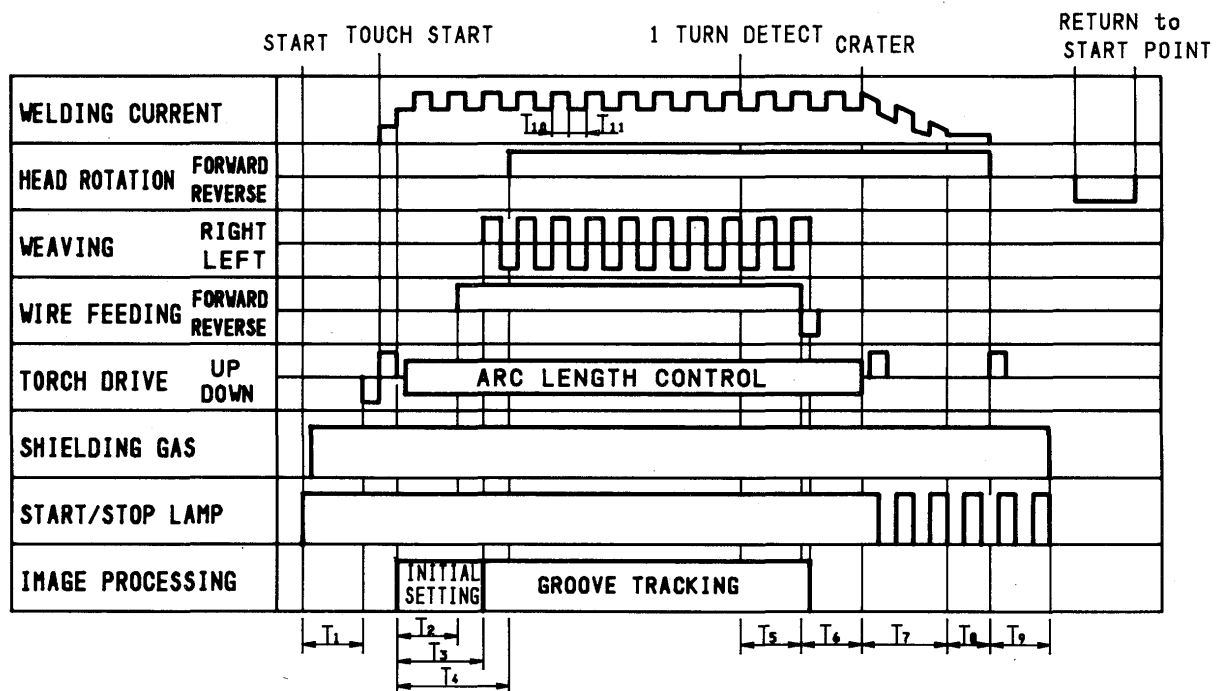 START TOUCH START 1 TURN DETECT CRATER RETURN to START POINT
WELDING CURRENT
T₁₀ T₁₁
HEAD ROTATION FORWARD REVERSE
WEAVING RIGHT LEFT
WIRE FEEDING FORWARD REVERSE
TORCH DRIVE UP DOWN
ARC LENGTH CONTROL
SHIELDING GAS
START/STOP LAMP
IMAGE PROCESSING
INITIAL SETTING
GROOVE TRACKING
T₁ T₂ T₅ T₆ T₇ T₈ T₉
T₃
T₄